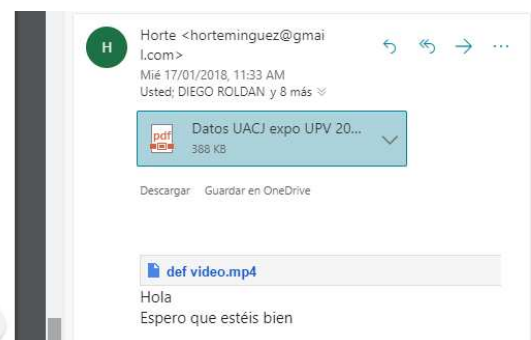 H
Horte <horteminguez@gmai
l.com>
Mié 17/01/2018, 11:33 AM
Usted; DIEGO ROLDAN y 8 más
pdf
Datos UACJ expo UPV 20...
388 KB
Descargar Guardar en OneDrive
def video.mp4
Hola
Espero que estéis bien